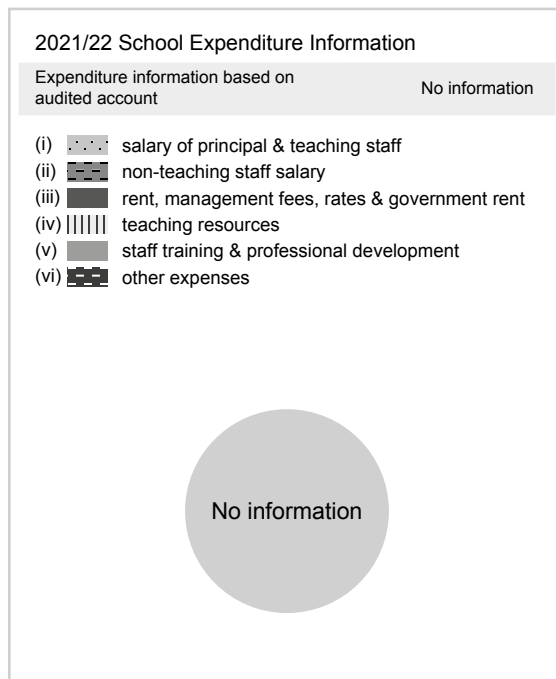 2021/22 School Expenditure Information
Expenditure information based on
audited account
No information
(i) salary of principal & teaching staff
(ii) non-teaching staff salary
(iii) rent, management fees, rates & government rent
(iv) teaching resources
(v) staff training & professional development
(vi) other expenses
No information